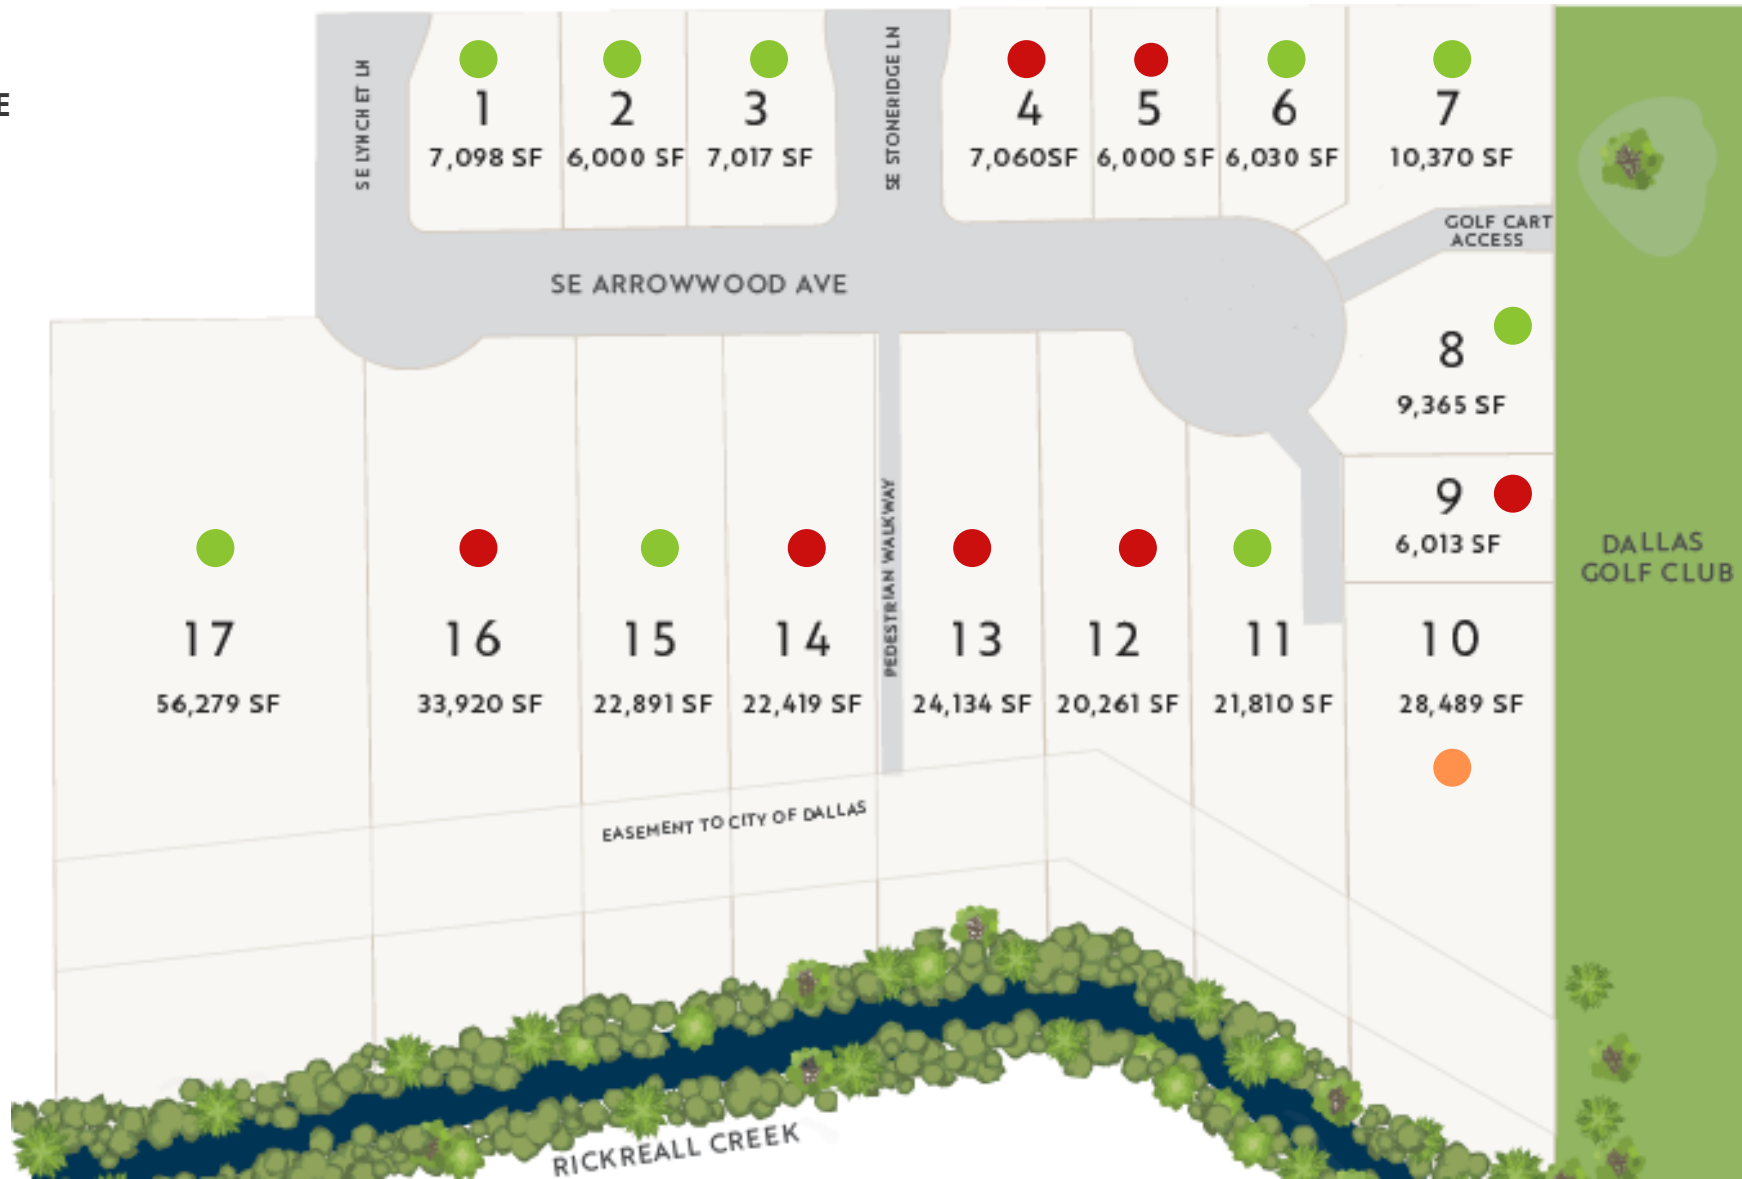 E
SE LYNCHET LN
SE STONERIDGE LN
1
7,098 SF
2
6,000 SF
3
7,017 SF
4
7,060SF
5
6,000 SF
6
6,030 SF
7
10,370 SF
GOLF CART
ACCESS
SE ARROWWOOD AVE
8
9,365 SF
9
6,013 SF
DALLAS
GOLF CLUB
PEDESTRIAN WALKWAY
17
56,279 SF
16
33,920 SF
15
22,891 SF
14
22,419 SF
13
24,134 SF
12
20,261 SF
11
21,810 SF
10
28,489 SF
EASEMENT TO CITY OF DALLAS
RICKREALL CREEK